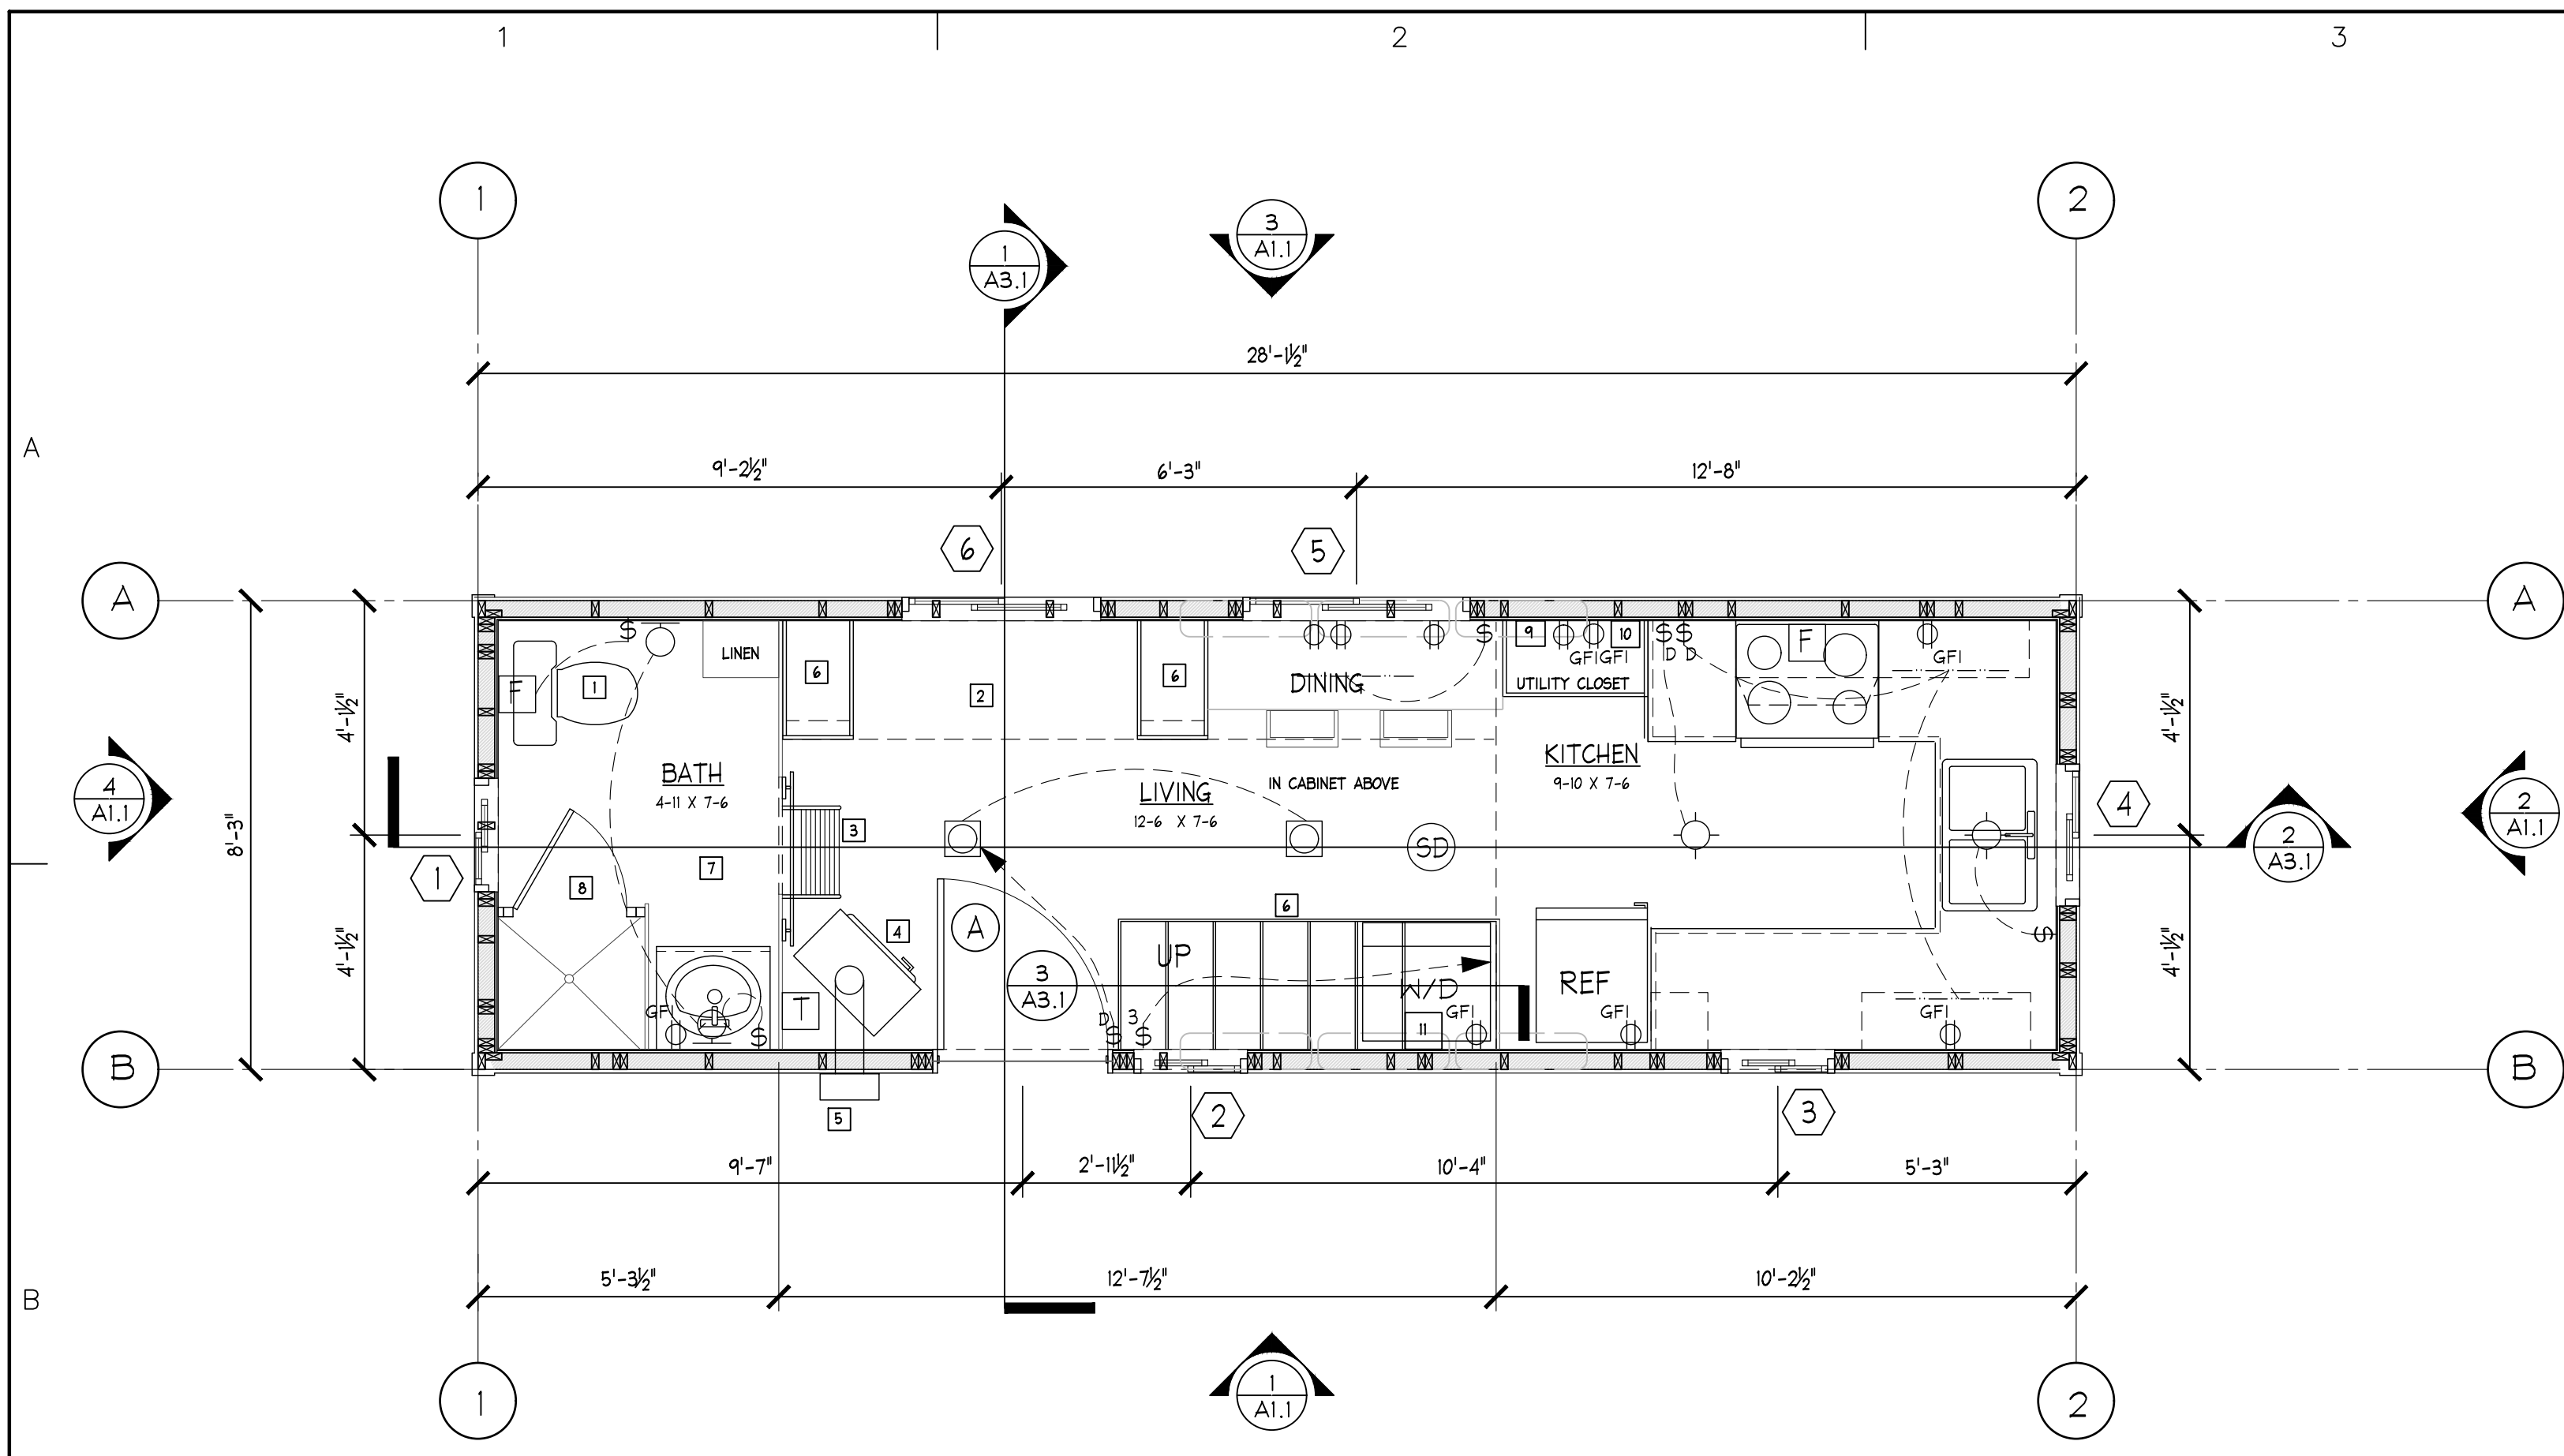 1 2 3
1 2
1
A3.1
3
A1.1
28'-1½"
A
9'-2½" 6'-3" 12'-8"
6 5
A A
S F LINEN 6 2 6 DINING S 9 10 S S F
1 GFI GFI D D GFI
UTILITY CLOSET
4'-1½" 4'-1½"
BATH
4-11 X 7-6
LIVING
12-6 X 7-6
IN CABINET ABOVE
KITCHEN
9-10 X 7-6
4
A1.1
8'-3"
3
SD
4
2
A3.1
2
A1.1
1 8 7
6
4 A
S
4'-1½" 4'-1½"
UP
3
A3.1
W/D
REF
GFI T D 3 GFI GFI GFI
S S S 11
B B
5 2 3
9'-7" 2'-11½" 10'-4" 5'-3"
5'-3½" 12'-7½" 10'-2½"
B
1
A1.1
1 2